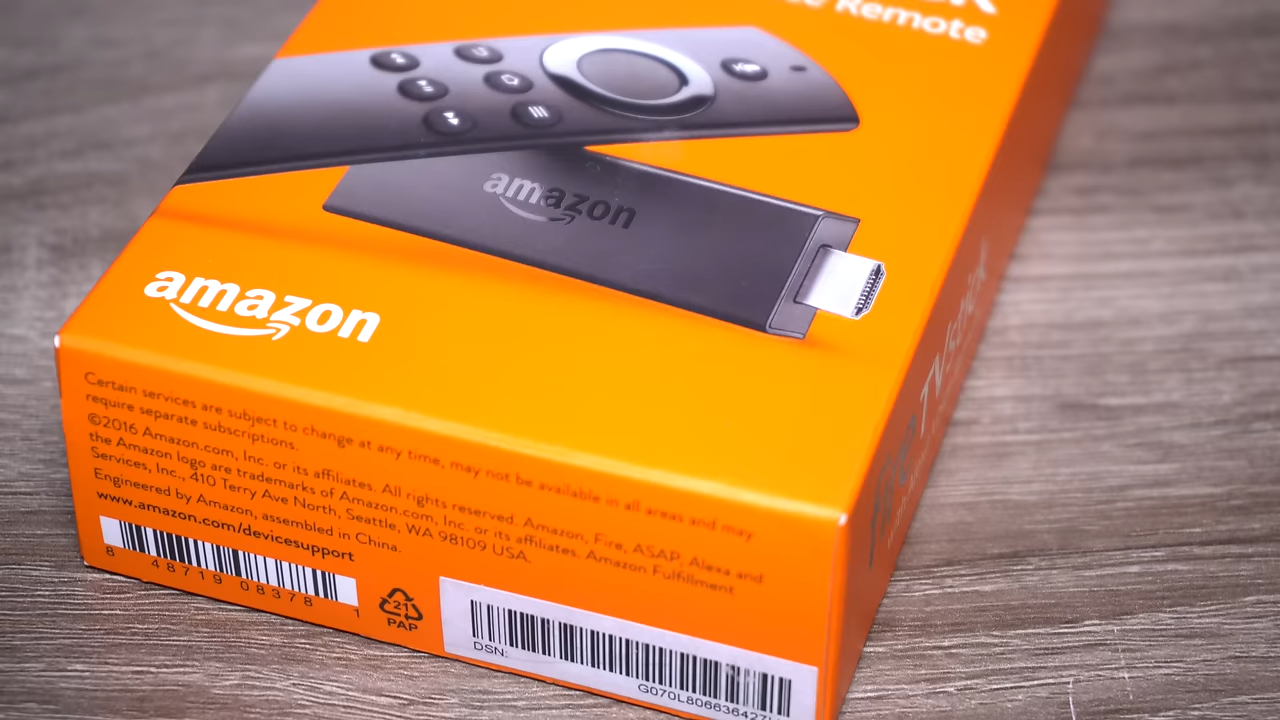 Remote
amazon
amazon
Certain services are subject to change at any time, may not be available in all areas and may
require separate subscriptions.
©2016 Amazon.com, Inc. or its affiliates. All rights reserved. Amazon, Fire, ASAP, Alexa and
the Amazon logo are trademarks of Amazon.com, Inc. or its affiliates. Amazon Fulfillment
Services, Inc., 410 Terry Ave North, Seattle, WA 98109 USA.
Engineered by Amazon, assembled in China.
www.amazon.com/devicesupport
8 48719 08378 1
21
PAP
DSN:
fire TV stick